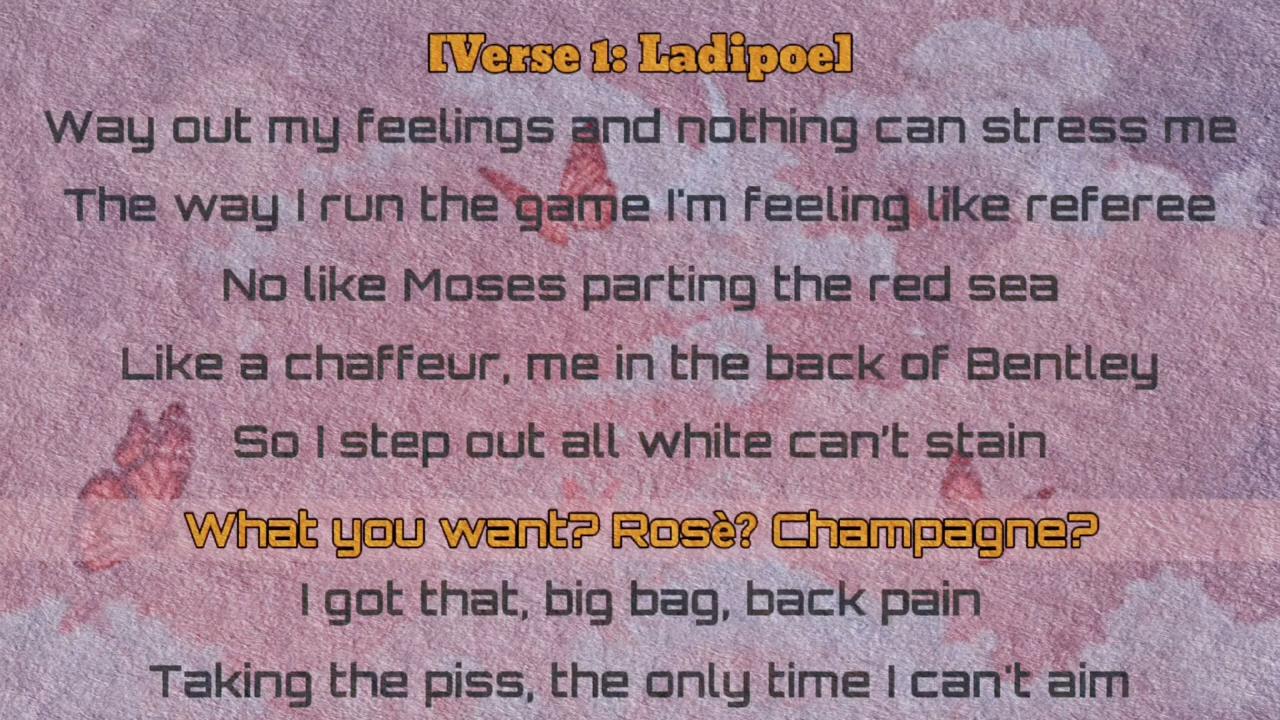 [Verse 1: Ladipoe]
Way out my feelings and nothing can stress me
The way I run the game I'm feeling like referee
No like Moses parting the red sea
Like a chaffeur, me in the back of Bentley
So I step out all white can't stain
What you want? Rosè? Champagne?
I got that, big bag, back pain
Taking the piss, the only time I can't aim